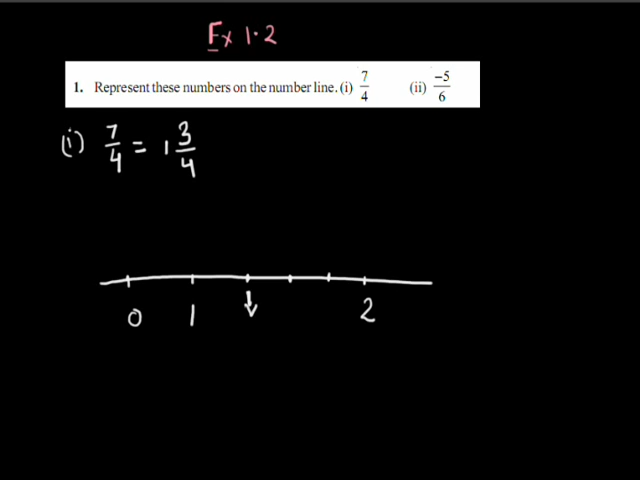 Ex 1.2
1. Represent these numbers on the number line. (i) 7/4 (ii) -5/6
(i) 7/4 = 1 3/4
0 1 2